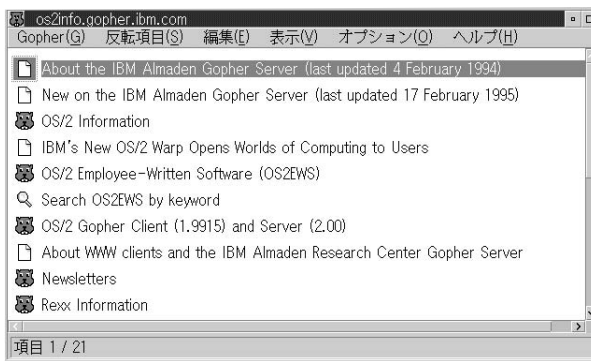 os2info.gopher.ibm.com
Gopher(G) 反転項目(S) 編集(E) 表示(V) オプション(O) ヘルプ(H)
About the IBM Almaden Gopher Server (last updated 4 February 1994)
New on the IBM Almaden Gopher Server (last updated 17 February 1995)
OS/2 Information
IBM's New OS/2 Warp Opens Worlds of Computing to Users
OS/2 Employee-Written Software (OS2EWS)
Search OS2EWS by keyword
OS/2 Gopher Client (1.9915) and Server (2.00)
About WWW clients and the IBM Almaden Research Center Gopher Server
Newsletters
Rexx Information
項目 1 / 21